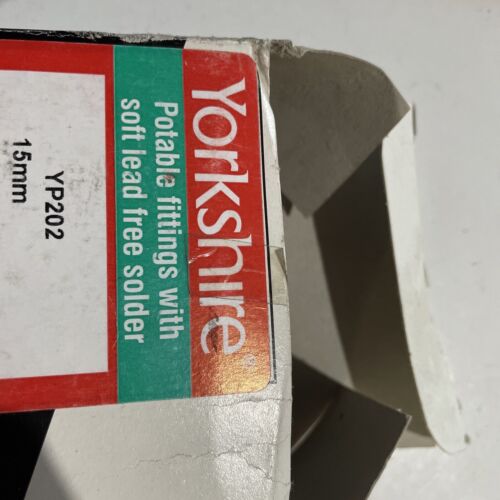 Yorkshire®
Potable fittings with
soft lead free solder
YP202
15mm